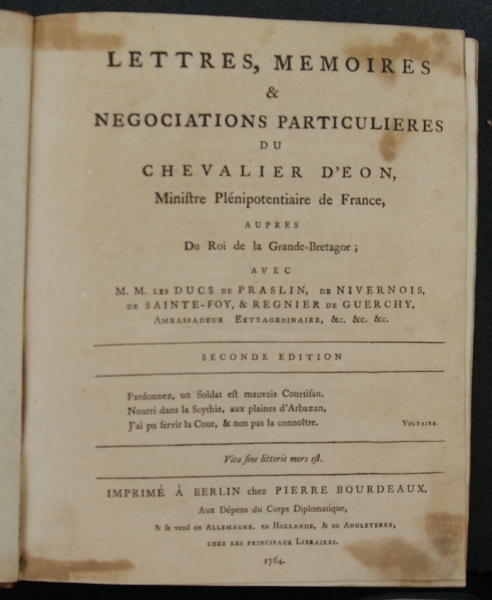 LETTRES, MEMOIRES
&
NEGOCIATIONS PARTICULIERES
DU
CHEVALIER D'EON,
Miniſtre Plénipotentiaire de France,
AUPRES
Du Roi de la Grande-Bretagne ;
AVEC
M. M. LES DUCS DE PRASLIN, DE NIVERNOIS,
DE SAINTE-FOY, & REGNIER DE GUERCHY,
AMBASSADEUR EXTRAORDINAIRE, &c. &c. &c.
SECONDE EDITION
Pardonnez, un Soldat eſt mauvais Courtiſan.
Nourri dans la Scythie, aux plaines d'Arbazan,
J'ai pu ſervir la Cour, & non pas la connoître. VOLTAIRE.
Vita ſine litteris mors eſt.
IMPRIMÉ À BERLIN chez PIERRE BOURDEAUX.
Aux Dépens du Corps Diplomatique,
& ſe vend en ALLEMAGNE, en HOLLANDE, & en ANGLETERRE,
CHEZ LES PRINCIPAUX LIBRAIRES.
1764.